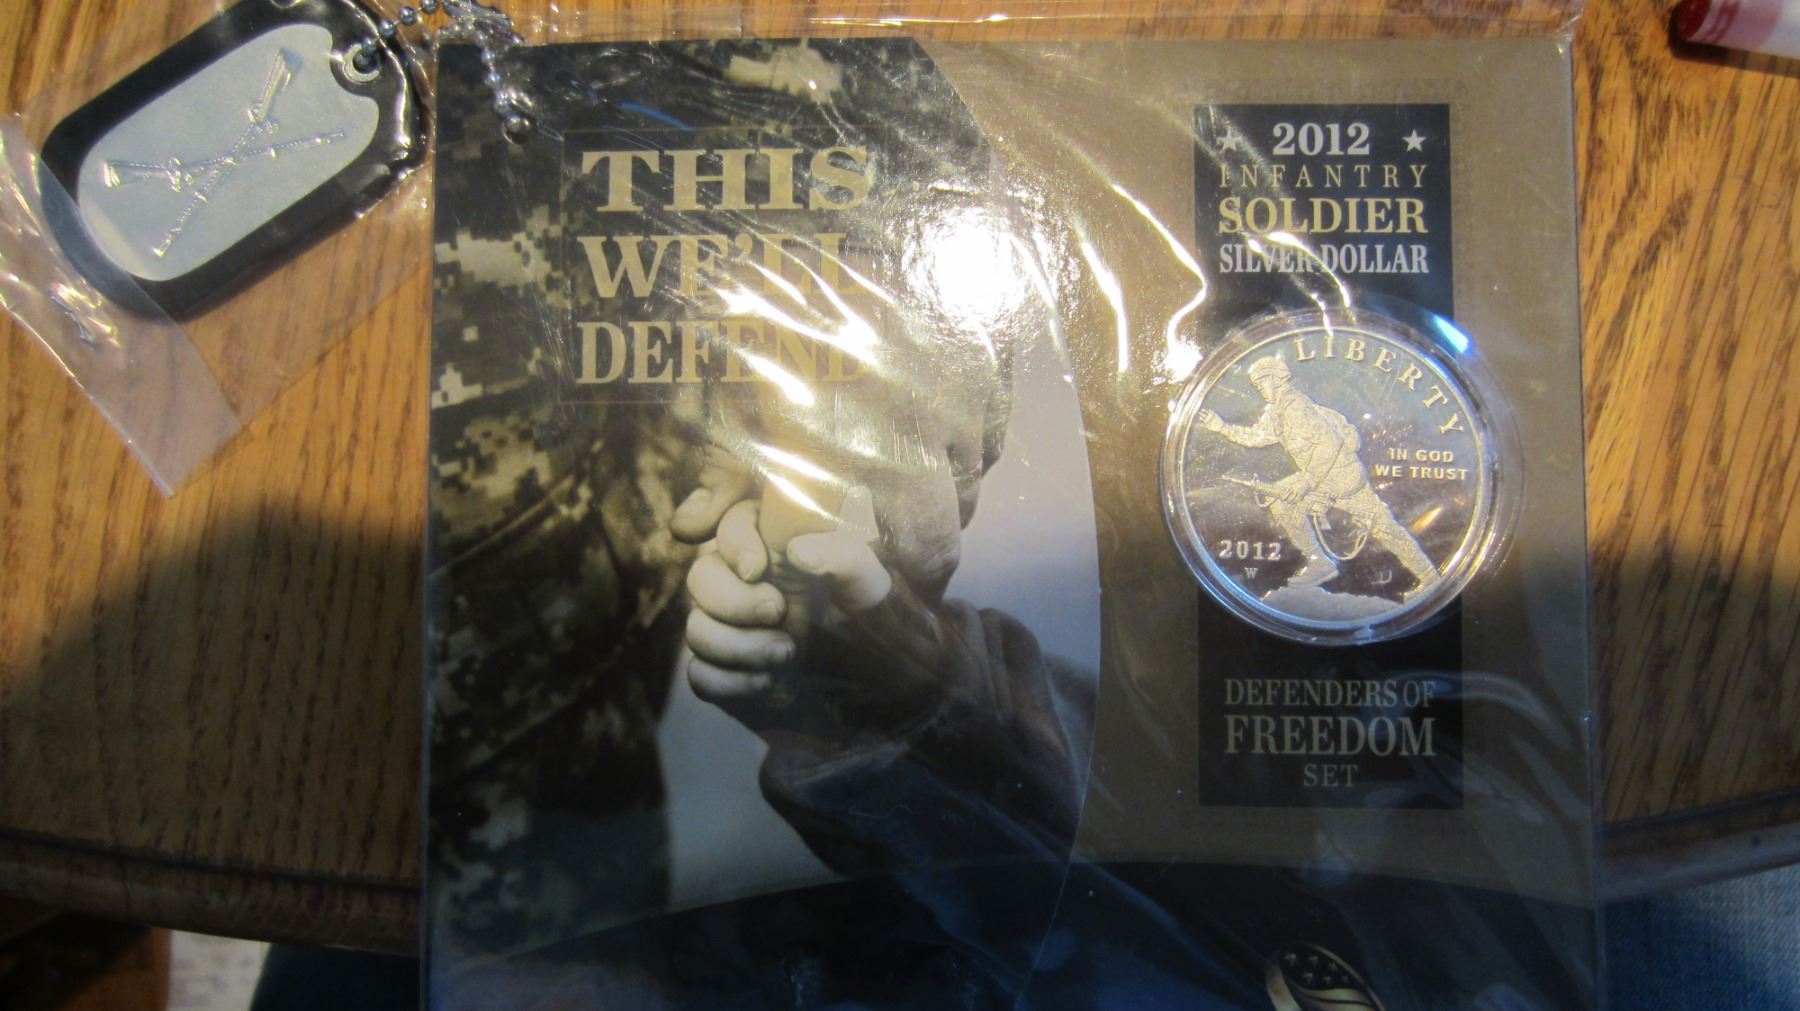 THIS
WE'LL
DEFEND
★ 2012 ★
INFANTRY
SOLDIER
SILVER DOLLAR
LIBERTY
IN GOD
WE TRUST
2012
W
D
DEFENDERS OF
FREEDOM
SET